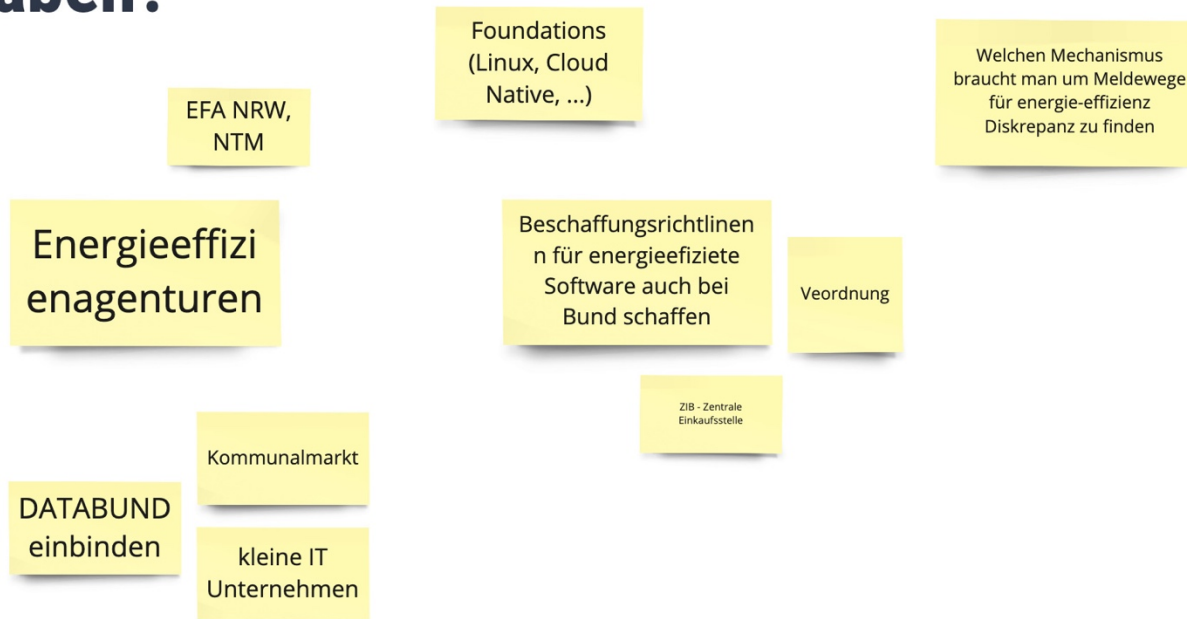 Foundations
(Linux, Cloud
Native, ...)
Welchen Mechanismus
braucht man um Meldewege
für energie-effizienz
Diskrepanz zu finden
EFA NRW,
NTM
Energieeffizi
enagenturen
Beschaffungsrichtlinen
n für energieefiziete
Software auch bei
Bund schaffen
Veordnung
ZIB - Zentrale
Einkaufsstelle
Kommunalmarkt
DATABUND
einbinden
kleine IT
Unternehmen